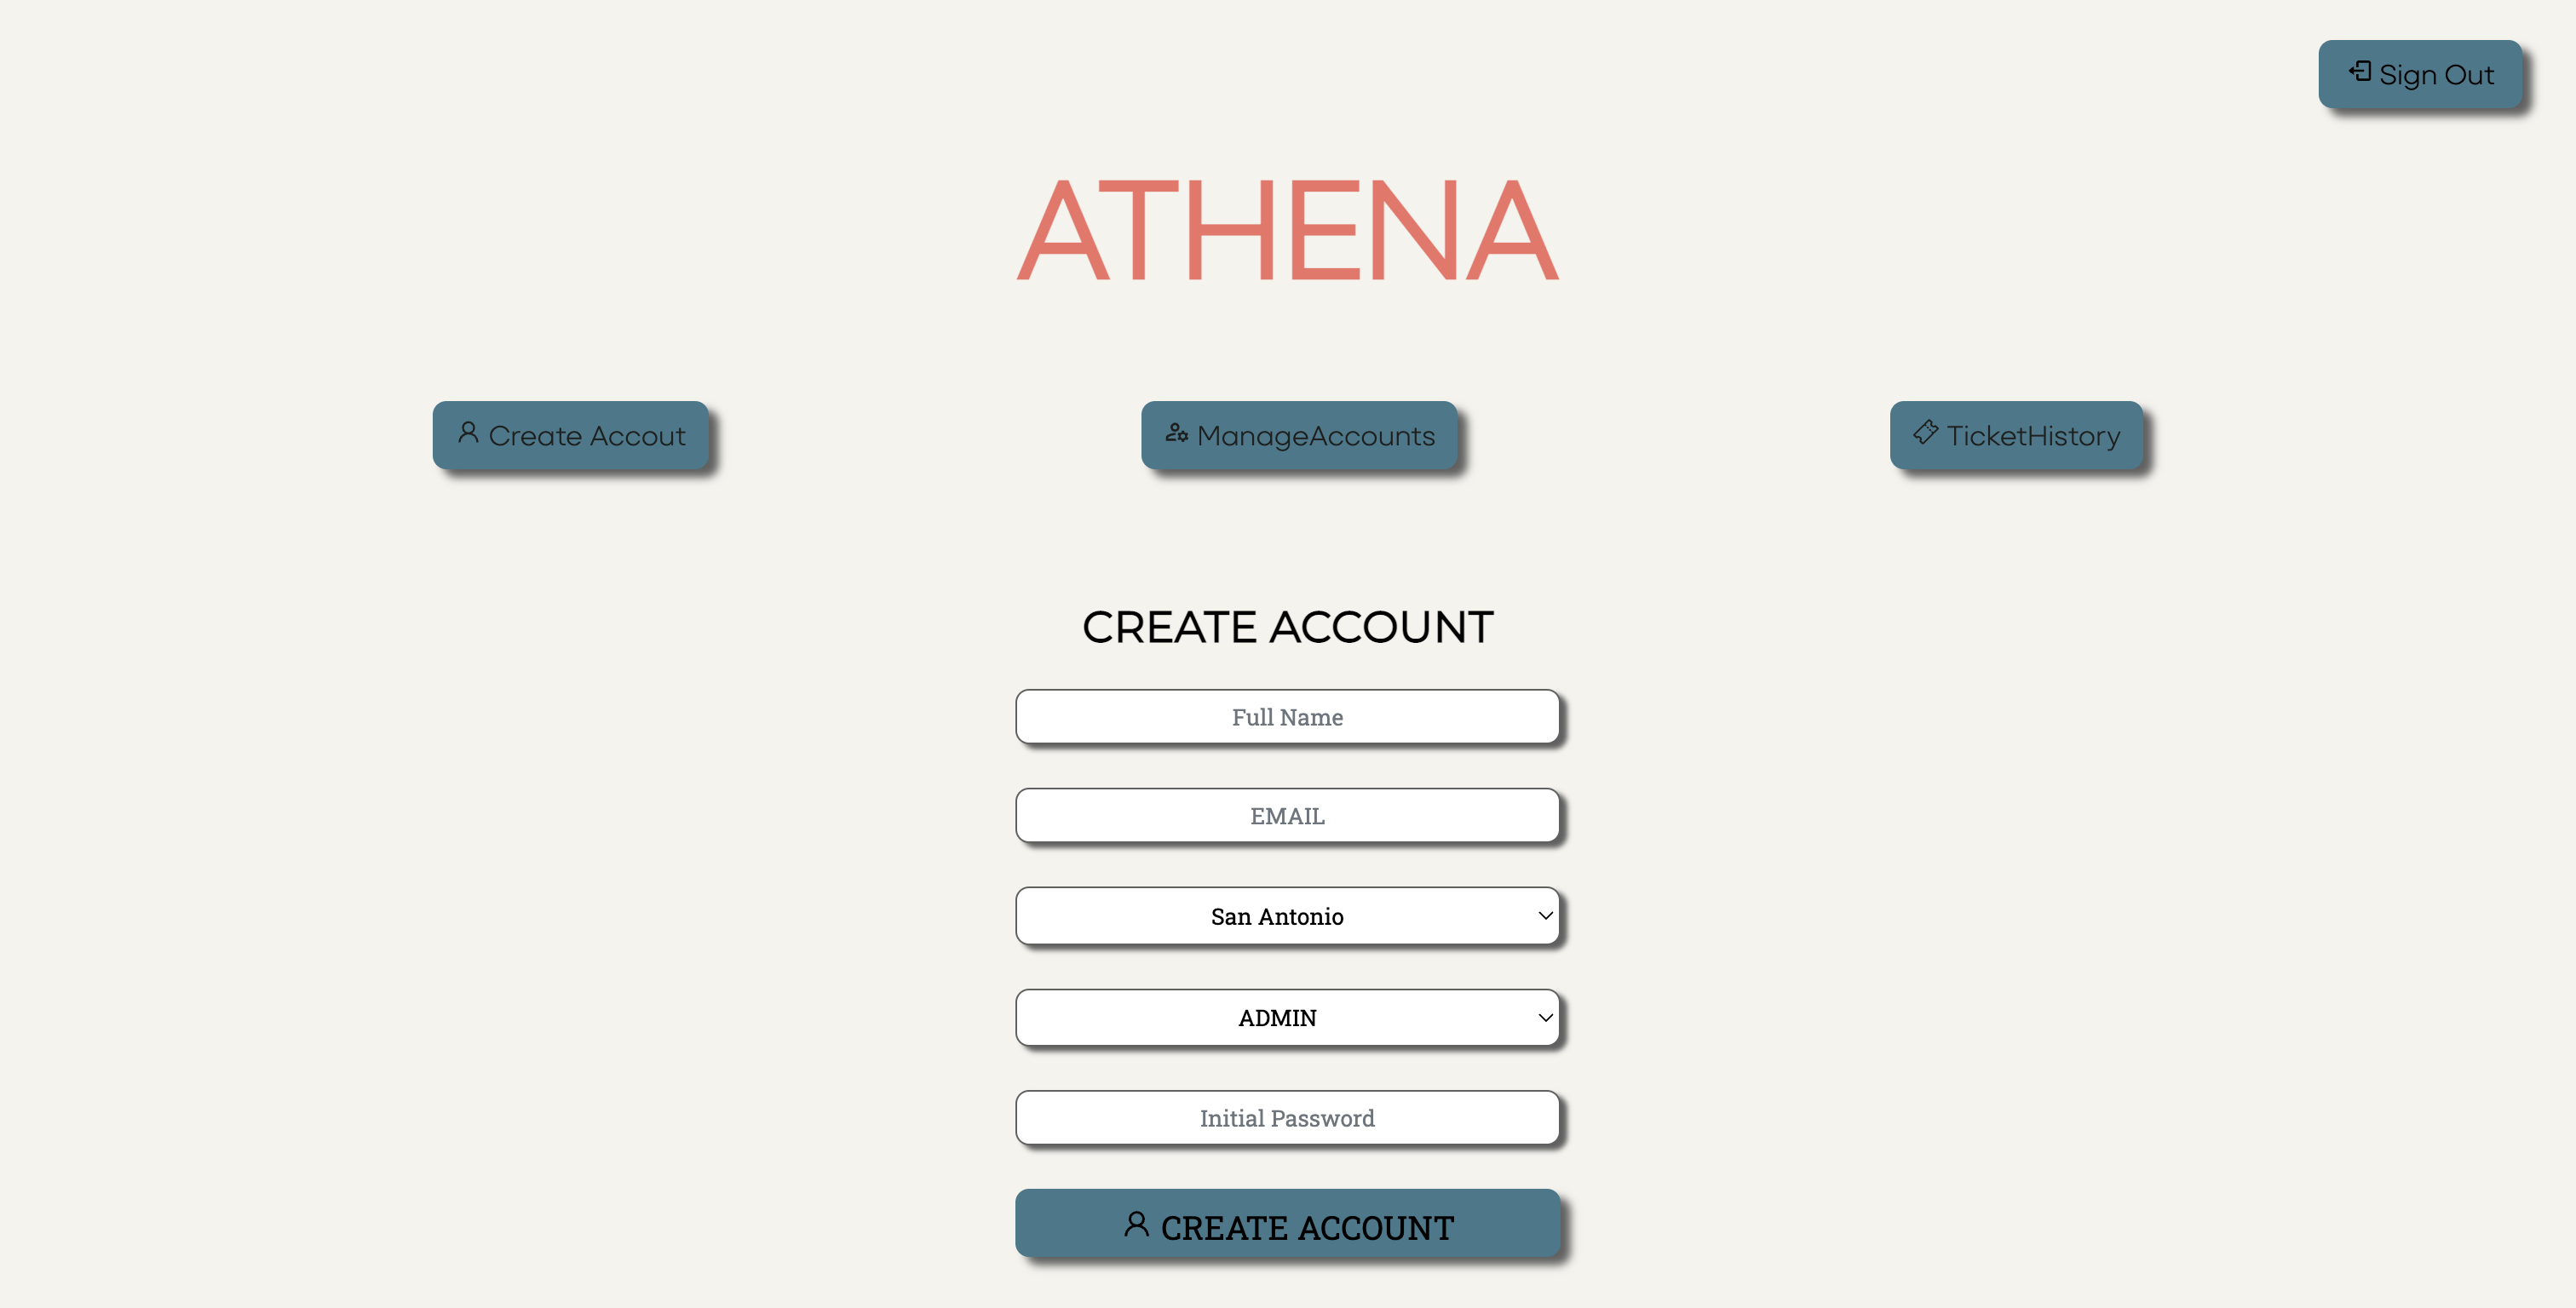 Sign Out
ATHENA
Create Accout
ManageAccounts
TicketHistory
CREATE ACCOUNT
Full Name
EMAIL
San Antonio
ADMIN
Initial Password
CREATE ACCOUNT